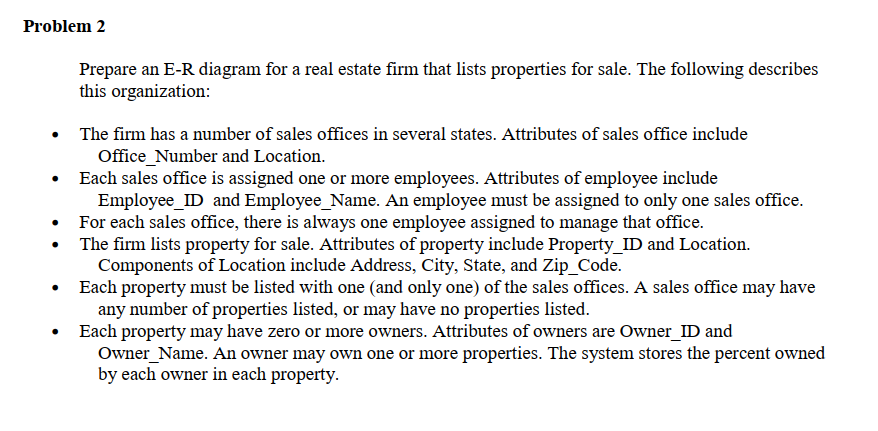 Problem 2
Prepare an E-R diagram for a real estate firm that lists properties for sale. The following describes
this organization:
• The firm has a number of sales offices in several states. Attributes of sales office include
Office_Number and Location.
• Each sales office is assigned one or more employees. Attributes of employee include
Employee_ID and Employee_Name. An employee must be assigned to only one sales office.
• For each sales office, there is always one employee assigned to manage that office.
• The firm lists property for sale. Attributes of property include Property_ID and Location.
Components of Location include Address, City, State, and Zip_Code.
• Each property must be listed with one (and only one) of the sales offices. A sales office may have
any number of properties listed, or may have no properties listed.
• Each property may have zero or more owners. Attributes of owners are Owner_ID and
Owner_Name. An owner may own one or more properties. The system stores the percent owned
by each owner in each property.